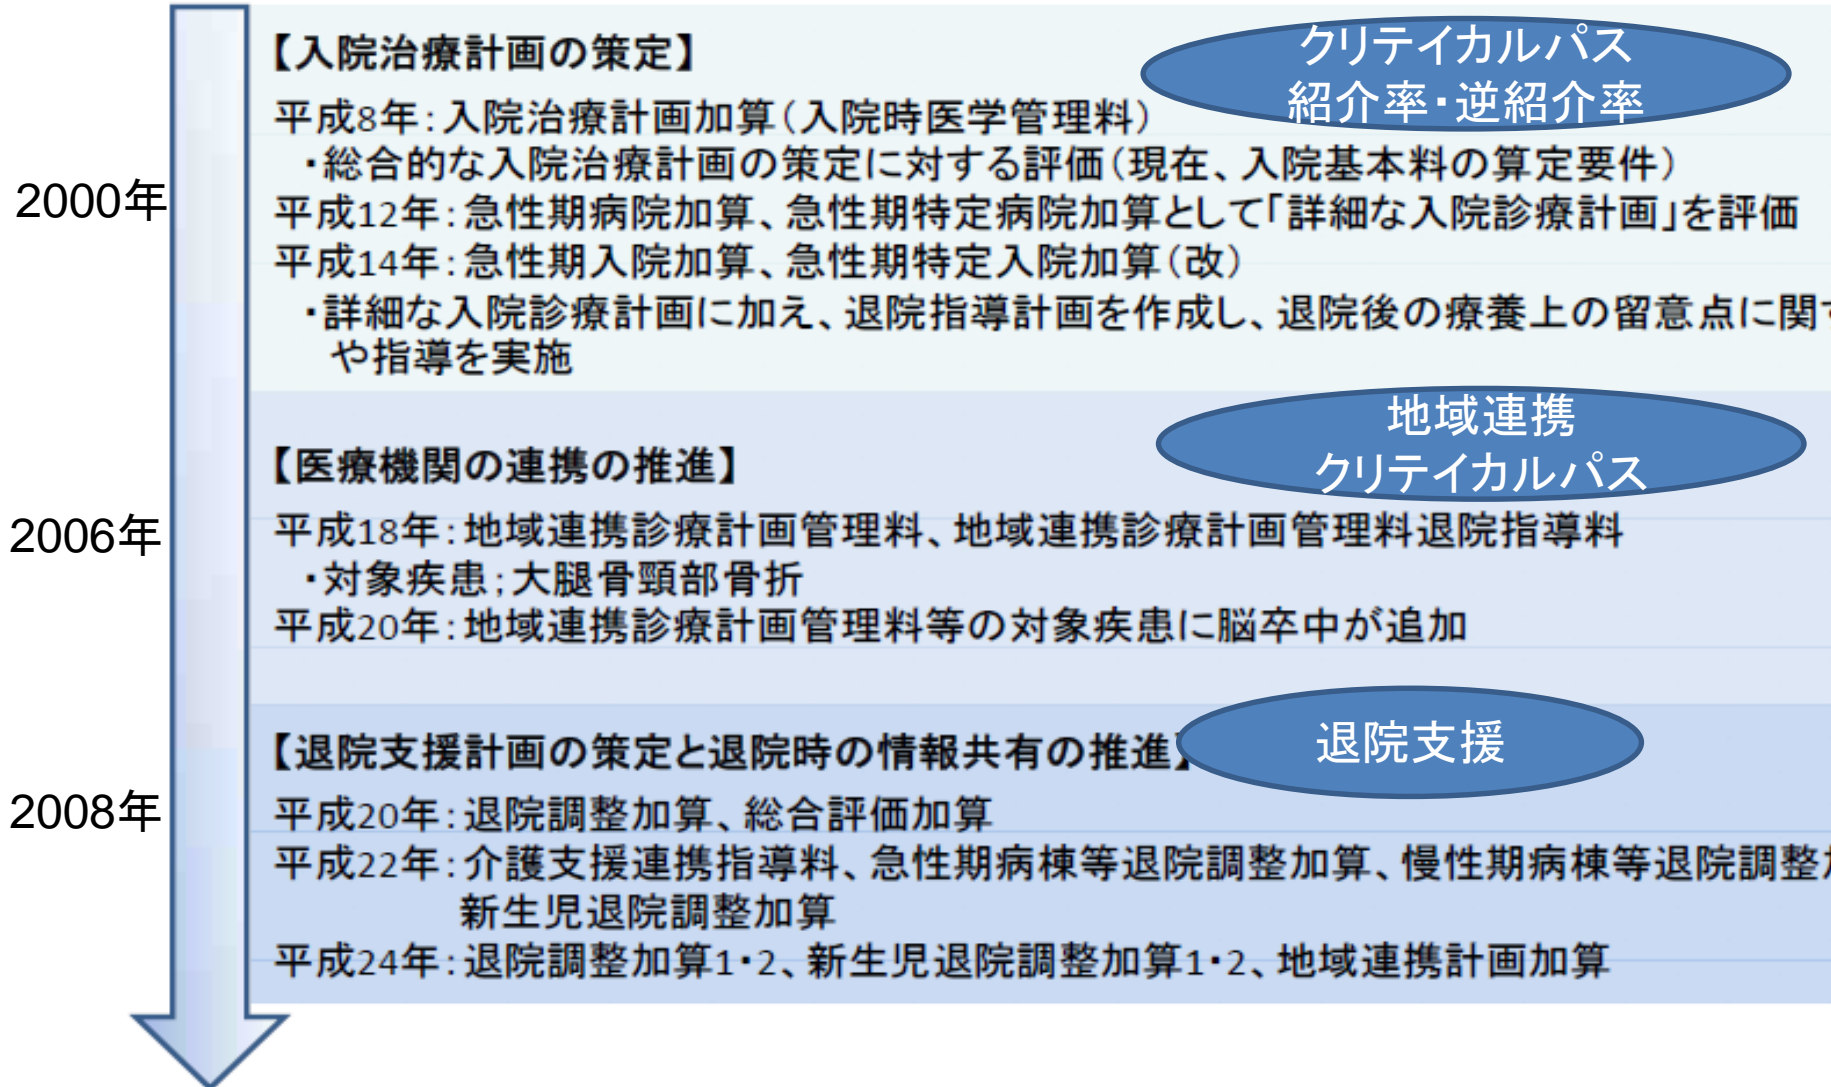 【入院治療計画の策定】
クリテイカルパス
紹介率・逆紹介率
平成8年：入院治療計画加算（入院時医学管理料）
・総合的な入院治療計画の策定に対する評価（現在、入院基本料の算定要件）
2000年
平成12年：急性期病院加算、急性期特定病院加算として「詳細な入院診療計画」を評価
平成14年：急性期入院加算、急性期特定入院加算（改）
・詳細な入院診療計画に加え、退院指導計画を作成し、退院後の療養上の留意点に関す
や指導を実施
地域連携
クリテイカルパス
【医療機関の連携の推進】
2006年
平成18年：地域連携診療計画管理料、地域連携診療計画管理料退院指導料
・対象疾患；大腿骨頸部骨折
平成20年：地域連携診療計画管理料等の対象疾患に脳卒中が追加
【退院支援計画の策定と退院時の情報共有の推進】
退院支援
2008年
平成20年：退院調整加算、総合評価加算
平成22年：介護支援連携指導料、急性期病棟等退院調整加算、慢性期病棟等退院調整
新生児退院調整加算
平成24年：退院調整加算1・2、新生児退院調整加算1・2、地域連携計画加算